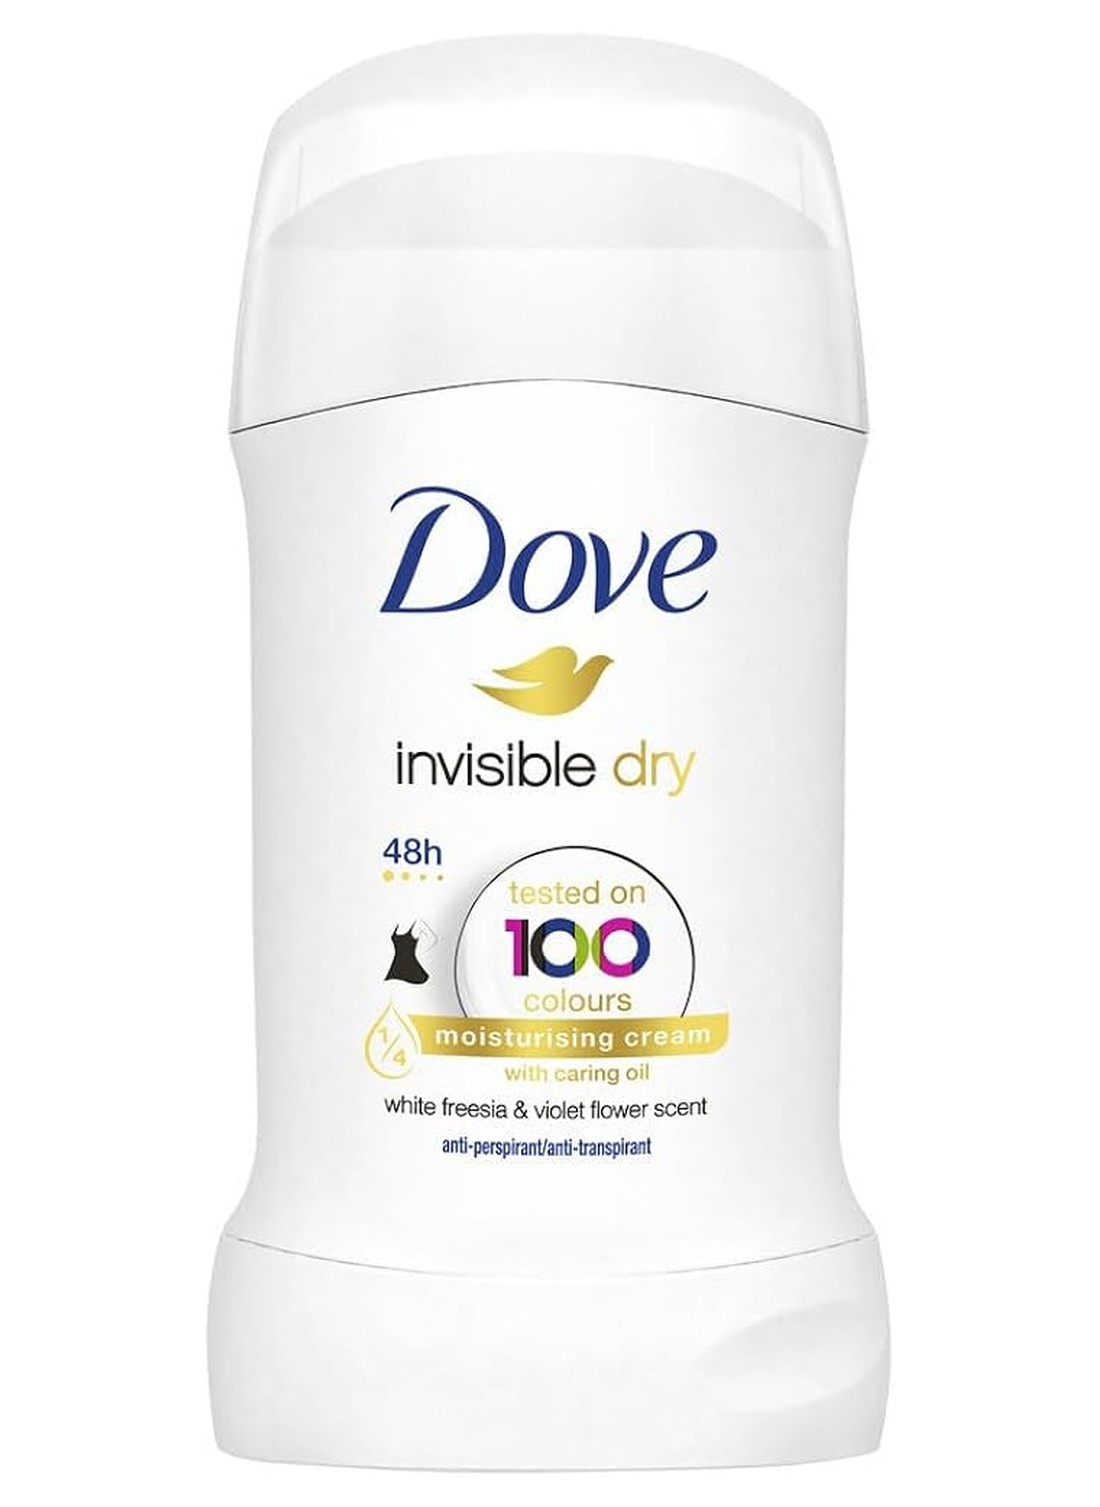 Dove
invisible dry
48h
tested on
100
colours
1/4
moisturising cream
with caring oil
white freesia & violet flower scent
anti-perspirant/anti-transpirant